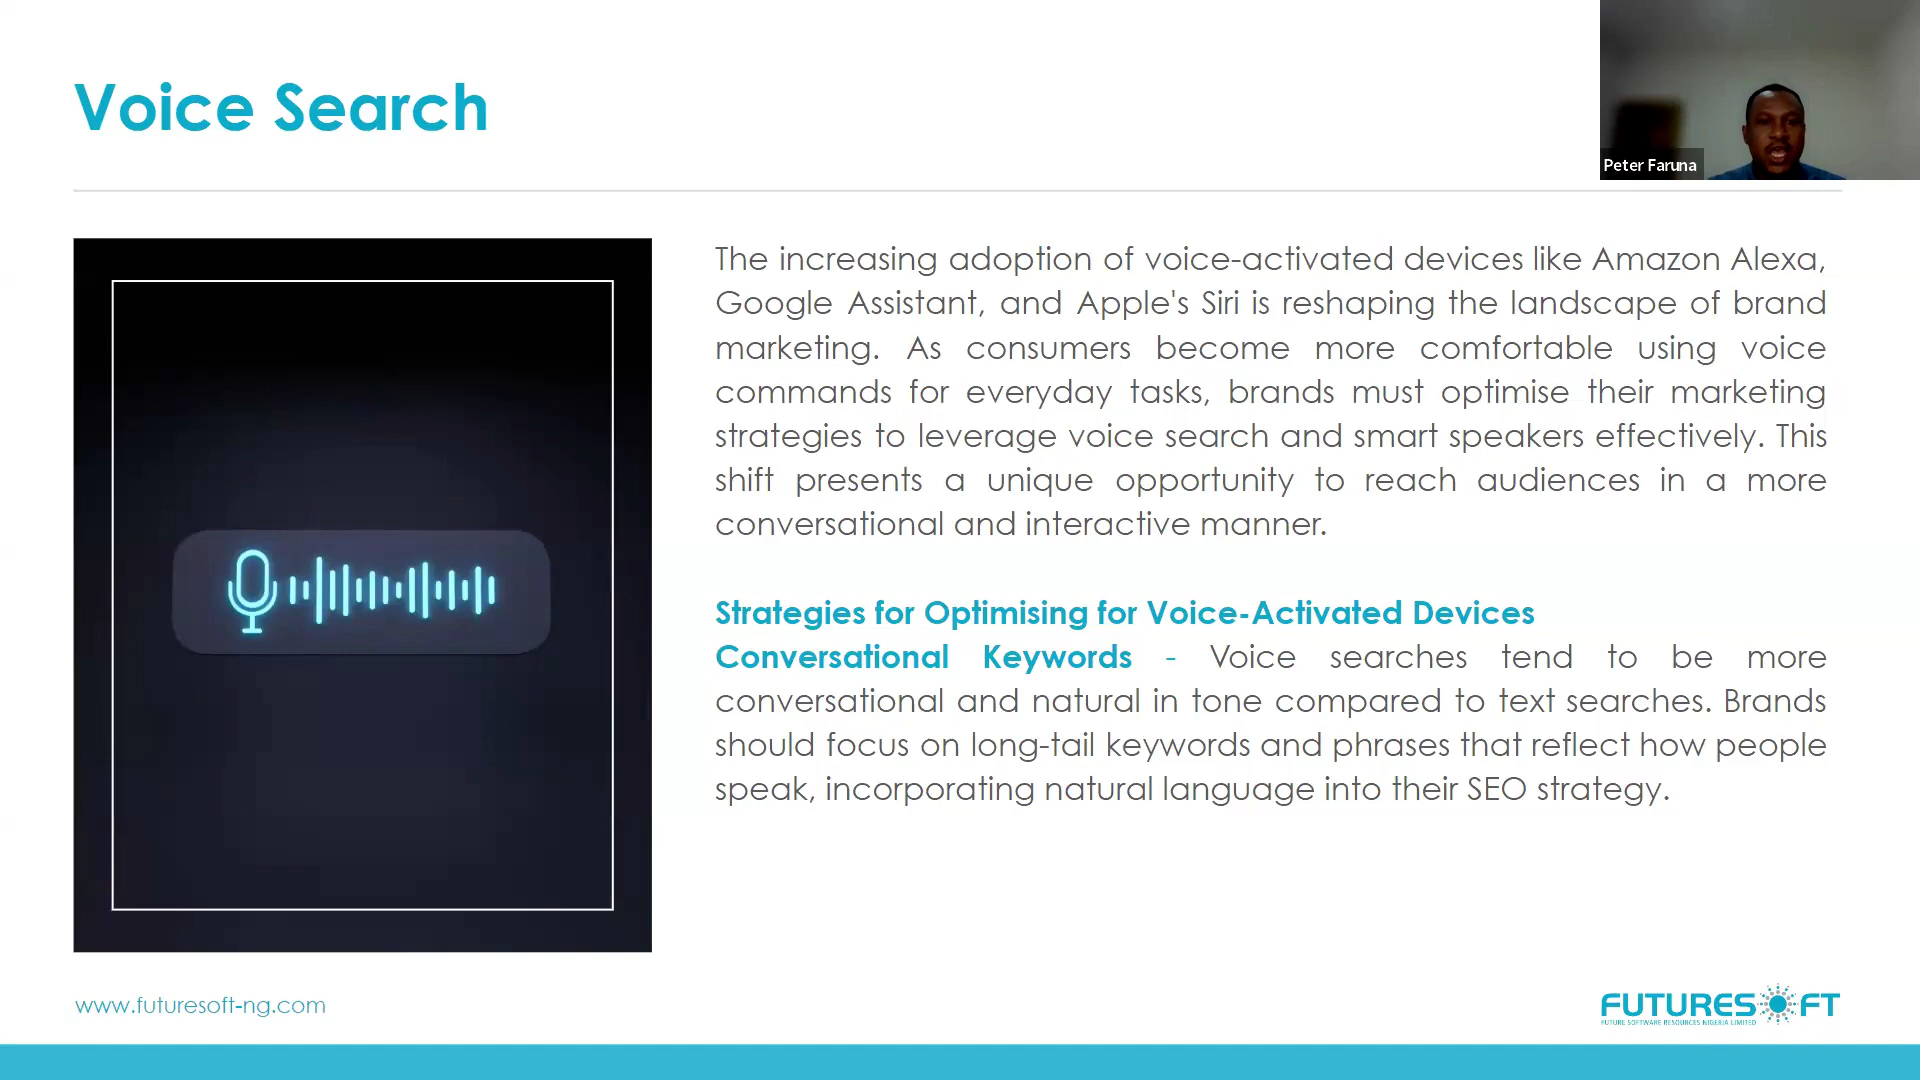 Voice Search
Peter Faruna
The increasing adoption of voice-activated devices like Amazon Alexa,
Google Assistant, and Apple's Siri is reshaping the landscape of brand
marketing. As consumers become more comfortable using voice
commands for everyday tasks, brands must optimise their marketing
strategies to leverage voice search and smart speakers effectively. This
shift presents a unique opportunity to reach audiences in a more
conversational and interactive manner.
Strategies for Optimising for Voice-Activated Devices
Conversational Keywords - Voice searches tend to be more
conversational and natural in tone compared to text searches. Brands
should focus on long-tail keywords and phrases that reflect how people
speak, incorporating natural language into their SEO strategy.
www.futuresoft-ng.com
FUTURESOFT
FUTURE SOFTWARE RESOURCES NIGERIA LIMITED